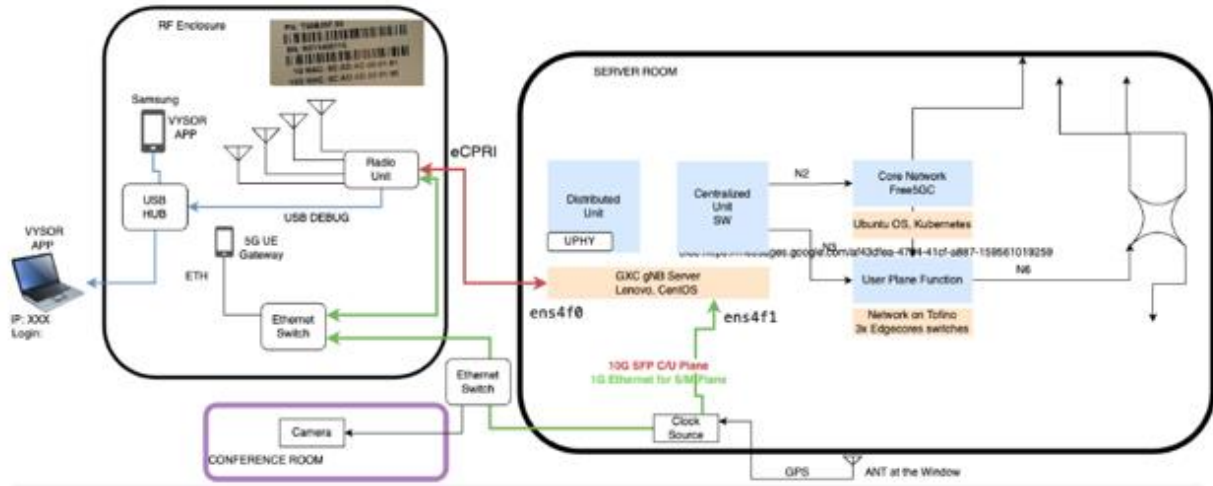 RF Enclosure
Samsung
VYSOR
APP
USB
HUB
Radio
Unit
USB DEBUG
5G UE
Gateway
ETH
Ethernet
Switch
VYSOR
APP
IP: XXX
Login:
eCPRI
Ethernet
Switch
Camera
CONFERENCE ROOM
SERVER ROOM
Distributed
Unit
UPHY
Centralized
Unit
SW
N2
N3
Core Network
Free5GC
Ubuntu OS, Kubernetes
User Plane Function
N6
Network on Tofino
3x Edgecores switches
GXC gNB Server
Lenovo, CentOS
ens4f0
ens4f1
10G SFP C/U Plane
1G Ethernet for S/M Plane
Clock
Source
GPS
ANT at the Window